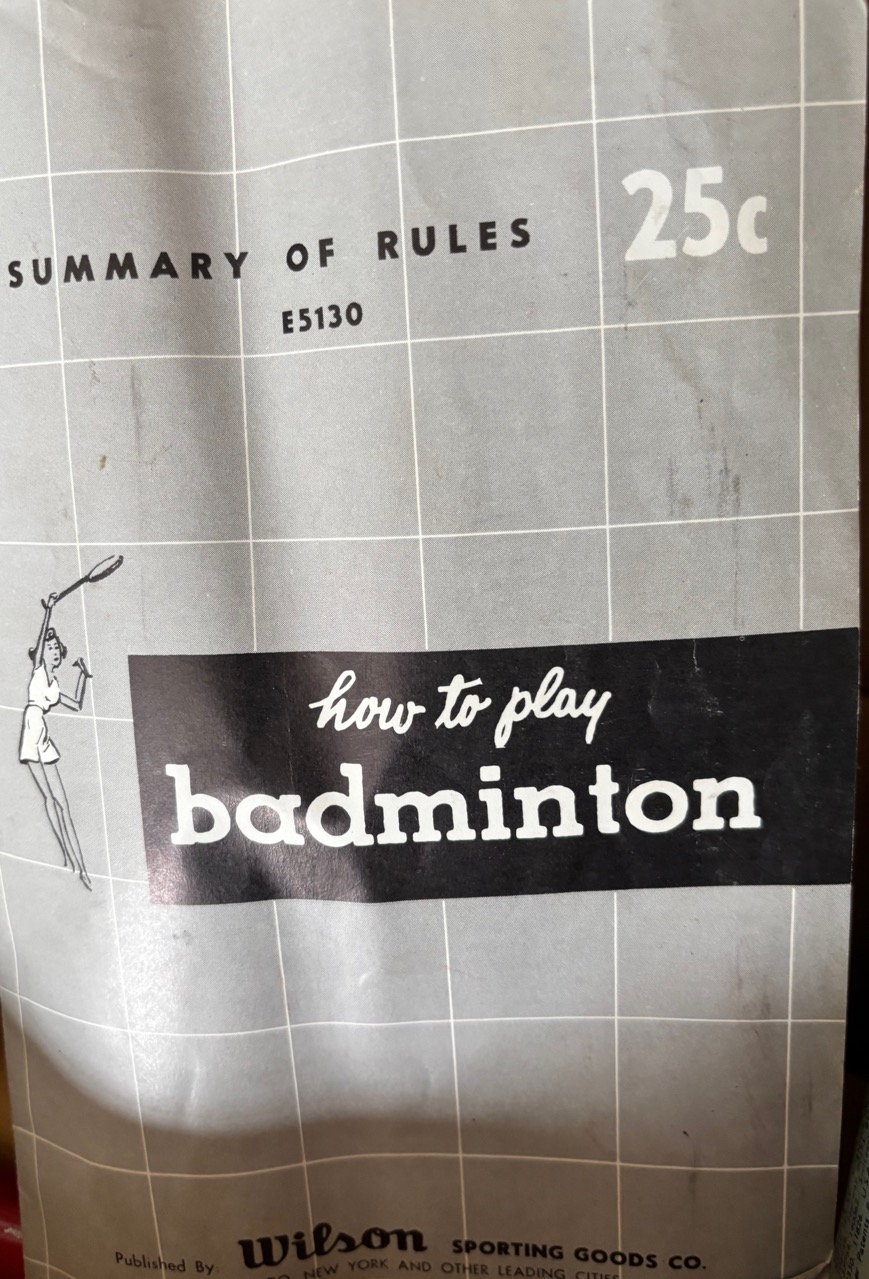 25c
SUMMARY OF RULES
E5130
how to play
badminton
Published By: Wilson SPORTING GOODS CO.
NEW YORK AND OTHER LEADING CITIES